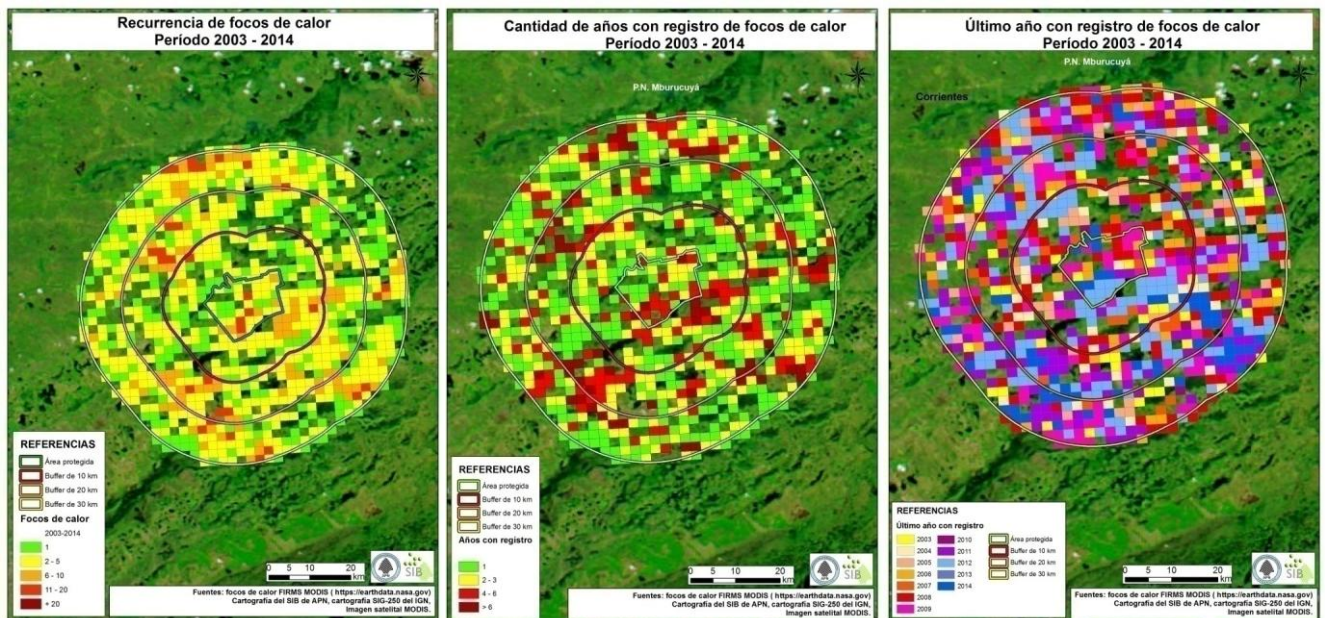 Recurrencia de focos de calor
Período 2003 - 2014
REFERENCIAS
Área protegida
Buffer de 10 km
Buffer de 20 km
Buffer de 30 km
Focos de calor
2003-2014
1
2 - 5
6 - 10
11 - 20
+ 20
0 5 10 20
km
SIB
Fuentes: focos de calor FIRMS MODIS ( https://earthdata.nasa.gov)
Cartografía del SIB de APN, cartografía SIG-250 del IGN,
Imagen satelital MODIS.
Cantidad de años con registro de focos de calor
Período 2003 - 2014
P.N. Mburucuyá
REFERENCIAS
Área protegida
Buffer de 10 km
Buffer de 20 km
Buffer de 30 km
Años con registro
1
2 - 3
4 - 6
> 6
0 5 10 20
km
SIB
Fuentes: focos de calor FIRMS MODIS ( https://earthdata.nasa.gov)
Cartografía del SIB de APN, cartografía SIG-250 del IGN,
Imagen satelital MODIS.
Último año con registro de focos de calor
Período 2003 - 2014
P.N. Mburucuyá
Corrientes
REFERENCIAS
Último año con registro
2003
2004
2005
2006
2007
2008
2009
2010
2011
2012
2013
2014
Área protegida
Buffer de 10 km
Buffer de 20 km
Buffer de 30 km
0 5 10 20
km
SIB
Fuentes: focos de calor FIRMS MODIS ( https://earthdata.nasa.gov)
Cartografía del SIB de APN, cartografía SIG-250 del IGN,
Imagen satelital MODIS.